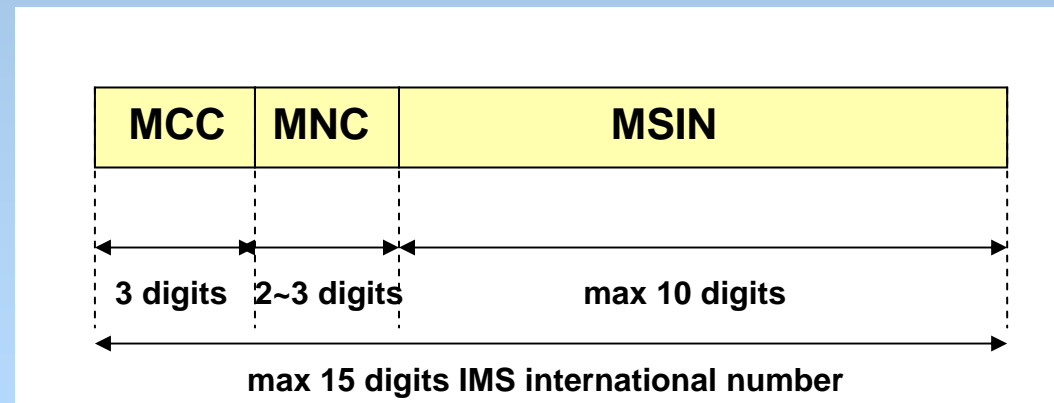 MCC MNC MSIN
3 digits 2~3 digits max 10 digits
max 15 digits IMS international number